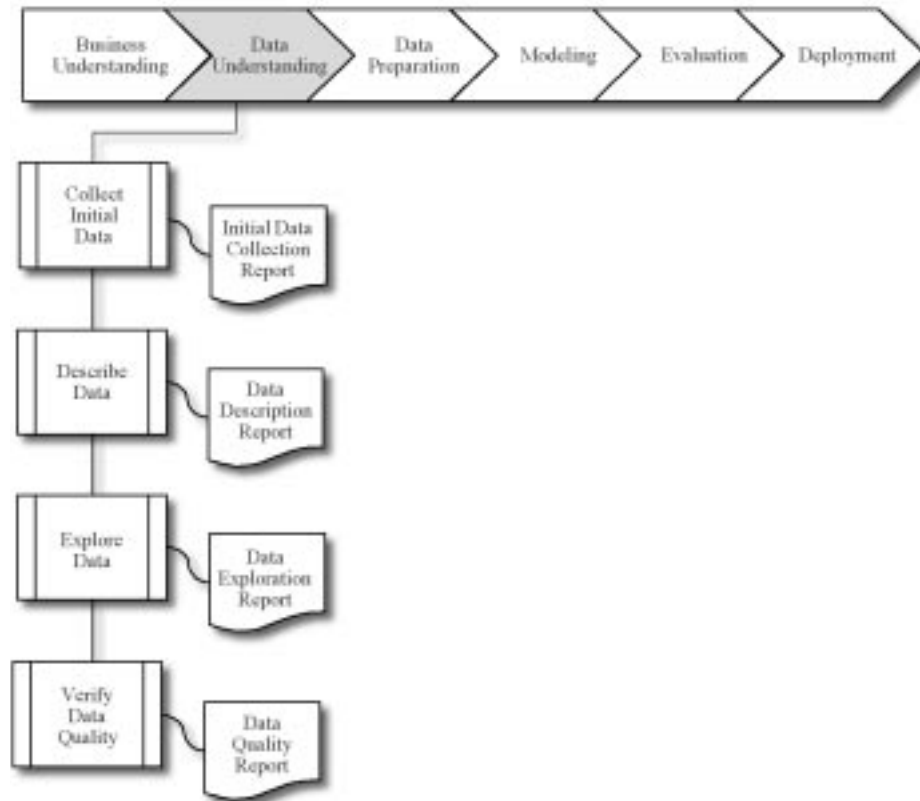 Business
Understanding
Data
Understanding
Data
Preparation
Modeling
Evaluation
Deployment
Collect
Initial
Data
Initial Data
Collection
Report
Describe
Data
Data
Description
Report
Explore
Data
Data
Exploration
Report
Verify
Data
Quality
Data
Quality
Report